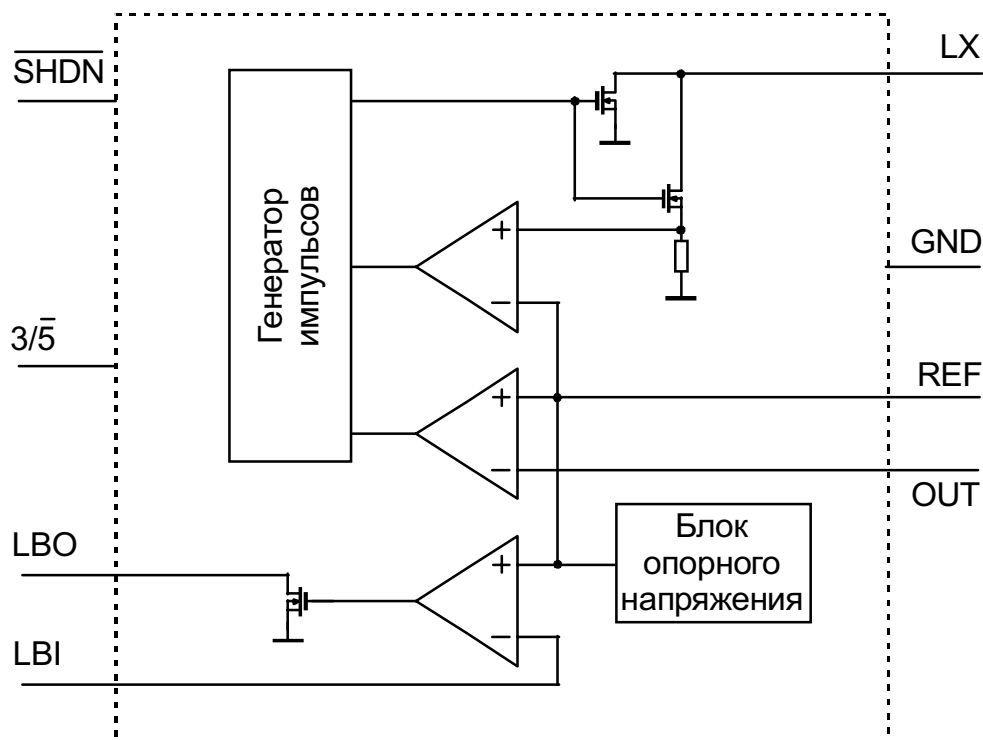 SHDN
LX
Генератор
импульсов
+
−
GND
3/5̅
REF
+
−
OUT
LBO
+
−
Блок
опорного
напряжения
LBI